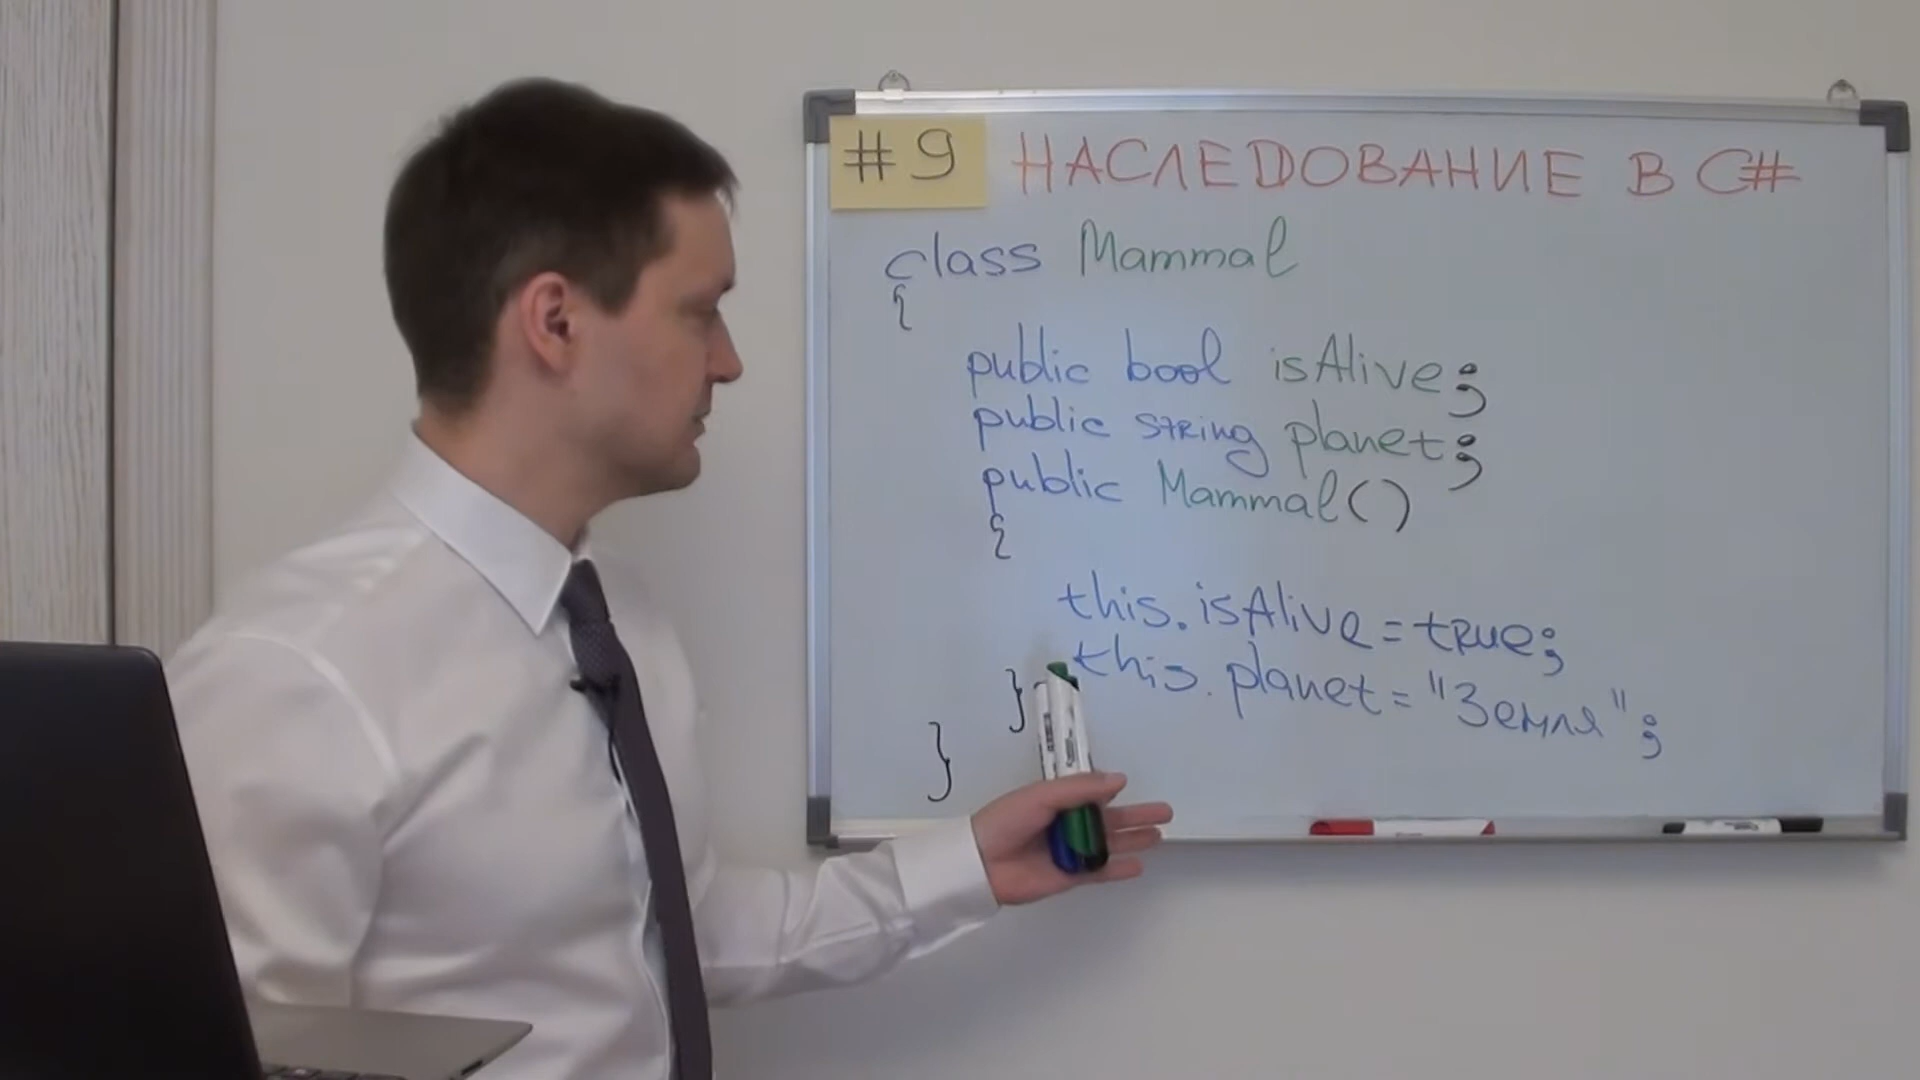 #9 НАСЛЕДОВАНИЕ В C#
class Mammal
{
public bool isAlive;
public string planet;
public Mammal()
{
this.isAlive=true;
this.planet="Земля";
}
}